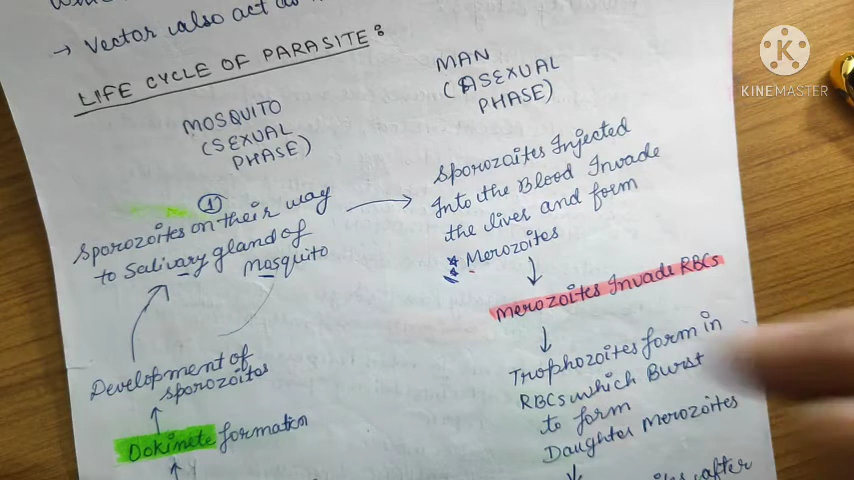 → Vector also act as
LIFE CYCLE OF PARASITE:
MOSQUITO
(SEXUAL
PHASE)
①
Sporozoites on their way
to Salivary gland of
Mosquito
Development of
sporozoites
Ookinete formation
MAN
(ASEXUAL
PHASE)
Sporozoites Injected
Into the Blood Invade
the liver and form
Merozoites
Merozoites Invade RBCs
Trophozoites form in
RBCs which Burst
to form
Daughter Merozoites
after
KINEMASTER